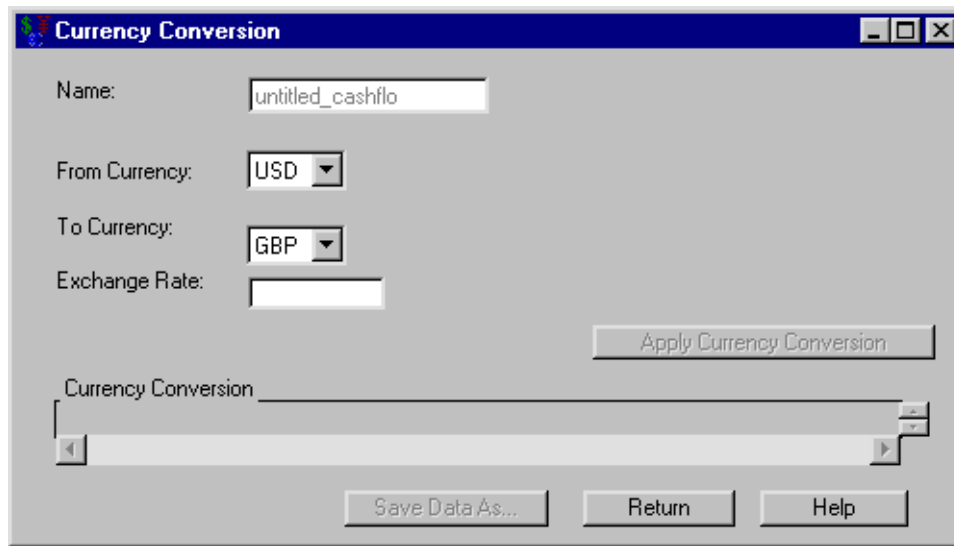 Currency Conversion
Name:
untitled_cashflo
From Currency:
USD
To Currency:
GBP
Exchange Rate:
Apply Currency Conversion
Currency Conversion
Save Data As...
Return
Help